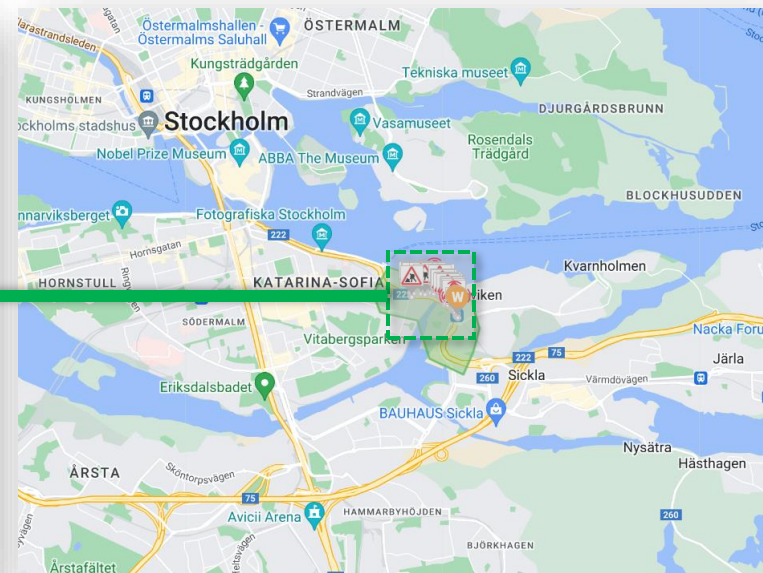 Klarastrandsleden
Östermalmshallen -
Östermalms Saluhall
ÖSTERMALM
Kungsträdgården
Tekniska museet
KUNGSHOLMEN
Strandvägen
DJURGÅRDSBRUNN
ockholms stadshus
Stockholm
Vasamuseet
Rosendals
Trädgård
Nobel Prize Museum
ABBA The Museum
BLOCKHUSUDDEN
nnarviksberget
Fotografiska Stockholm
222
Hornsgatan
Kvarnholmen
HORNSTULL
KATARINA-SOFIA
W
iken
SÖDERMALM
Vitabergsparken
Nacka Foru
222
75
Järla
Sickla
260
Värmdövägen
Eriksdalsbadet
BAUHAUS Sickla
Nysätra
Hästhagen
ÅRSTA
Sköntorpsvägen
75
Avicii Arena
HAMMARBYHÖJDEN
260
BJÖRKHAGEN
Årstafältet